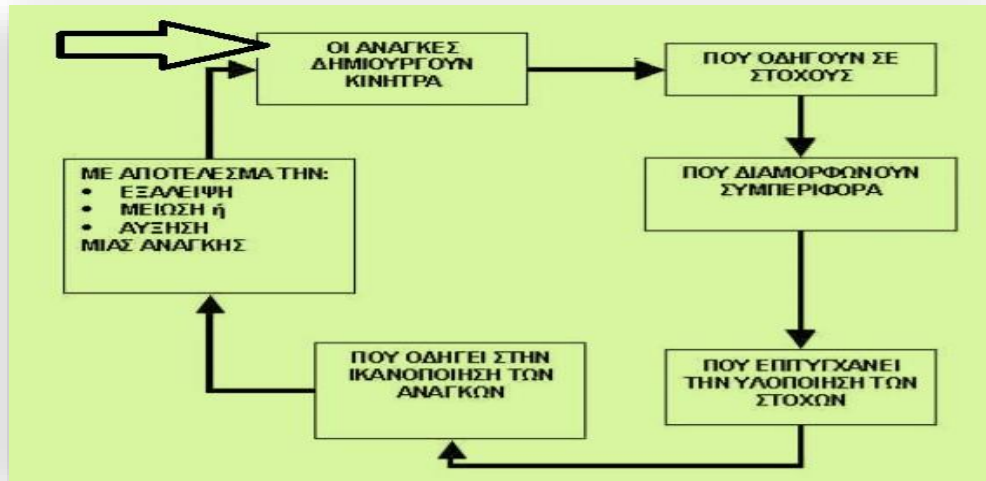 ΟΙ ΑΝΑΓΚΕΣ
ΔΗΜΙΟΥΡΓΟΥΝ
ΚΙΝΗΤΡΑ
ΠΟΥ ΟΔΗΓΟΥΝ ΣΕ
ΣΤΟΧΟΥΣ
ΠΟΥ ΔΙΑΜΟΡΦΩΝΟΥΝ
ΣΥΜΠΕΡΙΦΟΡΑ
ΠΟΥ ΕΠΙΤΥΓΧΑΝΕΙ
ΤΗΝ ΥΛΟΠΟΙΗΣΗ ΤΩΝ
ΣΤΟΧΩΝ
ΠΟΥ ΟΔΗΓΕΙ ΣΤΗΝ
ΙΚΑΝΟΠΟΙΗΣΗ ΤΩΝ
ΑΝΑΓΚΩΝ
ΜΕ ΑΠΟΤΕΛΕΣΜΑ ΤΗΝ:
• ΕΞΑΛΕΙΨΗ
• ΜΕΙΩΣΗ ή
• ΑΥΞΗΣΗ
ΜΙΑΣ ΑΝΑΓΚΗΣ